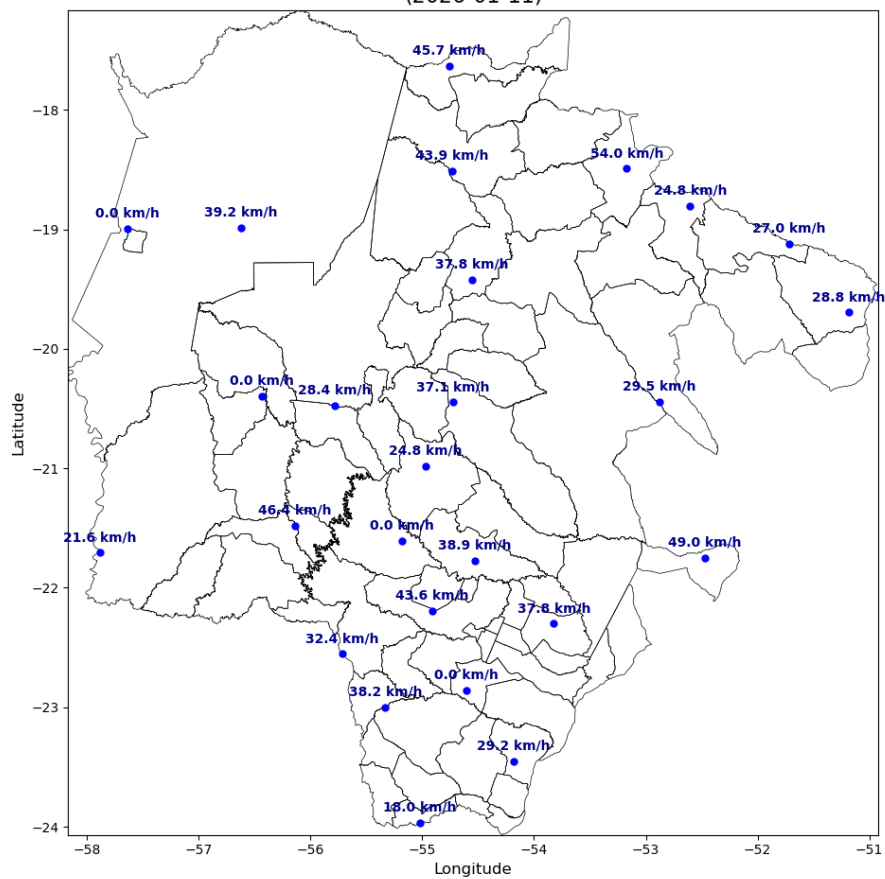 (2026-01-11)
45.7 km/h
43.9 km/h
54.0 km/h
24.8 km/h
0.0 km/h
39.2 km/h
27.0 km/h
37.8 km/h
28.8 km/h
0.0 km/h
28.4 km/h
37.1 km/h
29.5 km/h
24.8 km/h
46.4 km/h
0.0 km/h
21.6 km/h
38.9 km/h
49.0 km/h
43.6 km/h
37.8 km/h
32.4 km/h
0.0 km/h
38.2 km/h
29.2 km/h
18.0 km/h
Latitude
−18
−19
−20
−21
−22
−23
−24
−58 −57 −56 −55 −54 −53 −52 −51
Longitude